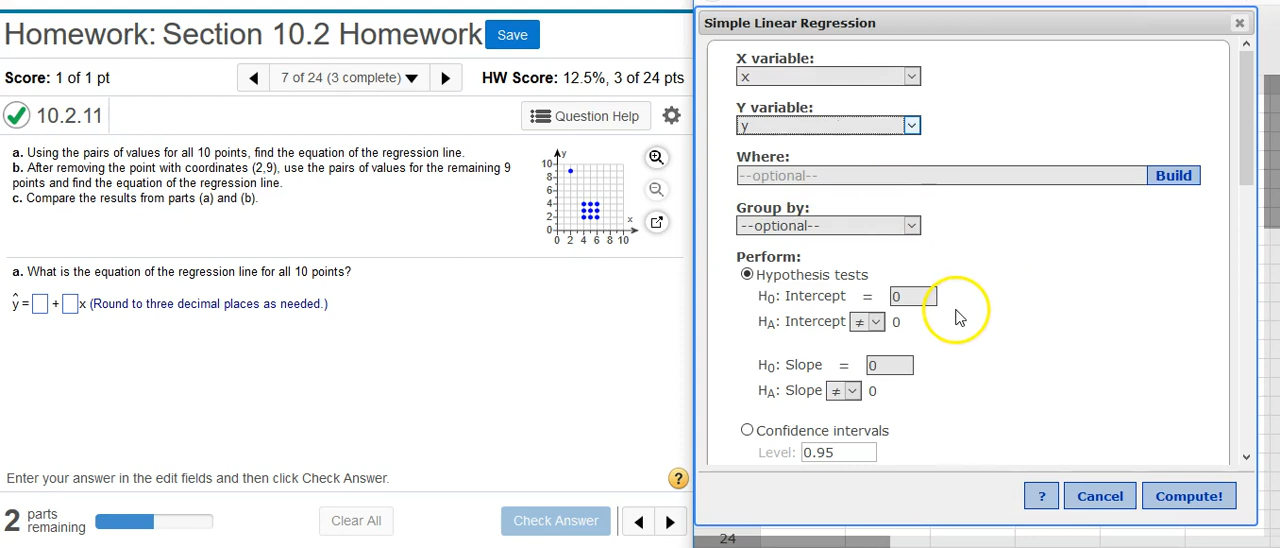 Homework: Section 10.2 Homework
Save
Score: 1 of 1 pt
7 of 24 (3 complete)
HW Score: 12.5%, 3 of 24 pts
10.2.11
Question Help
a. Using the pairs of values for all 10 points, find the equation of the regression line.
b. After removing the point with coordinates (2,9), use the pairs of values for the remaining 9
points and find the equation of the regression line.
c. Compare the results from parts (a) and (b).
y
10
8
6
4
2
0
x
0 2 4 6 8 10
a. What is the equation of the regression line for all 10 points?
ŷ = + x (Round to three decimal places as needed.)
Enter your answer in the edit fields and then click Check Answer.
?
2 parts
remaining
Clear All
Check Answer
Simple Linear Regression
X variable:
x
Y variable:
y
Where:
--optional--
Build
Group by:
--optional--
Perform:
Hypothesis tests
H0: Intercept = 0
HA: Intercept ≠ 0
H0: Slope = 0
HA: Slope ≠ 0
Confidence intervals
Level: 0.95
?
Cancel
Compute!
24